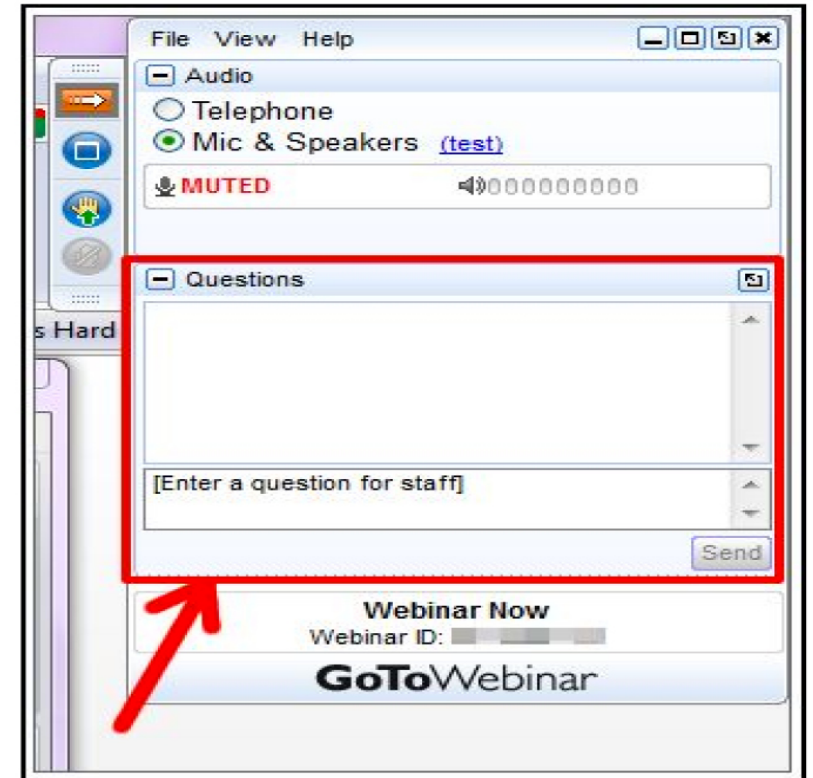 File View Help
Audio
Telephone
Mic & Speakers (test)
MUTED
Questions
s Hard
[Enter a question for staff]
Send
Webinar Now
Webinar ID:
GoToWebinar